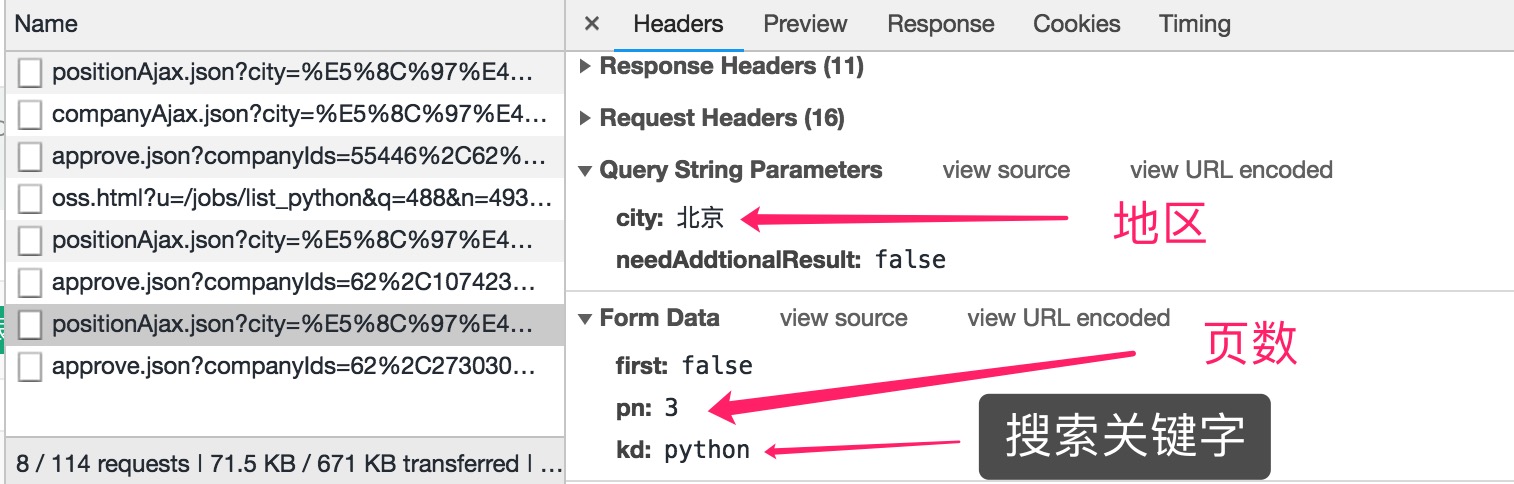 Name
positionAjax.json?city=%E5%8C%97%E4...
companyAjax.json?city=%E5%8C%97%E4...
approve.json?companyIds=55446%2C62%...
oss.html?u=/jobs/list_python&q=488&n=493...
positionAjax.json?city=%E5%8C%97%E4...
approve.json?companyIds=62%2C107423...
positionAjax.json?city=%E5%8C%97%E4...
approve.json?companyIds=62%2C273030...
8 / 114 requests | 71.5 KB / 671 KB transferred | ...
× Headers Preview Response Cookies Timing
Response Headers (11)
Request Headers (16)
Query String Parameters view source view URL encoded
city: 北京
地区
needAddtionalResult: false
Form Data view source view URL encoded
页数
first: false
pn: 3
kd: python
搜索关键字